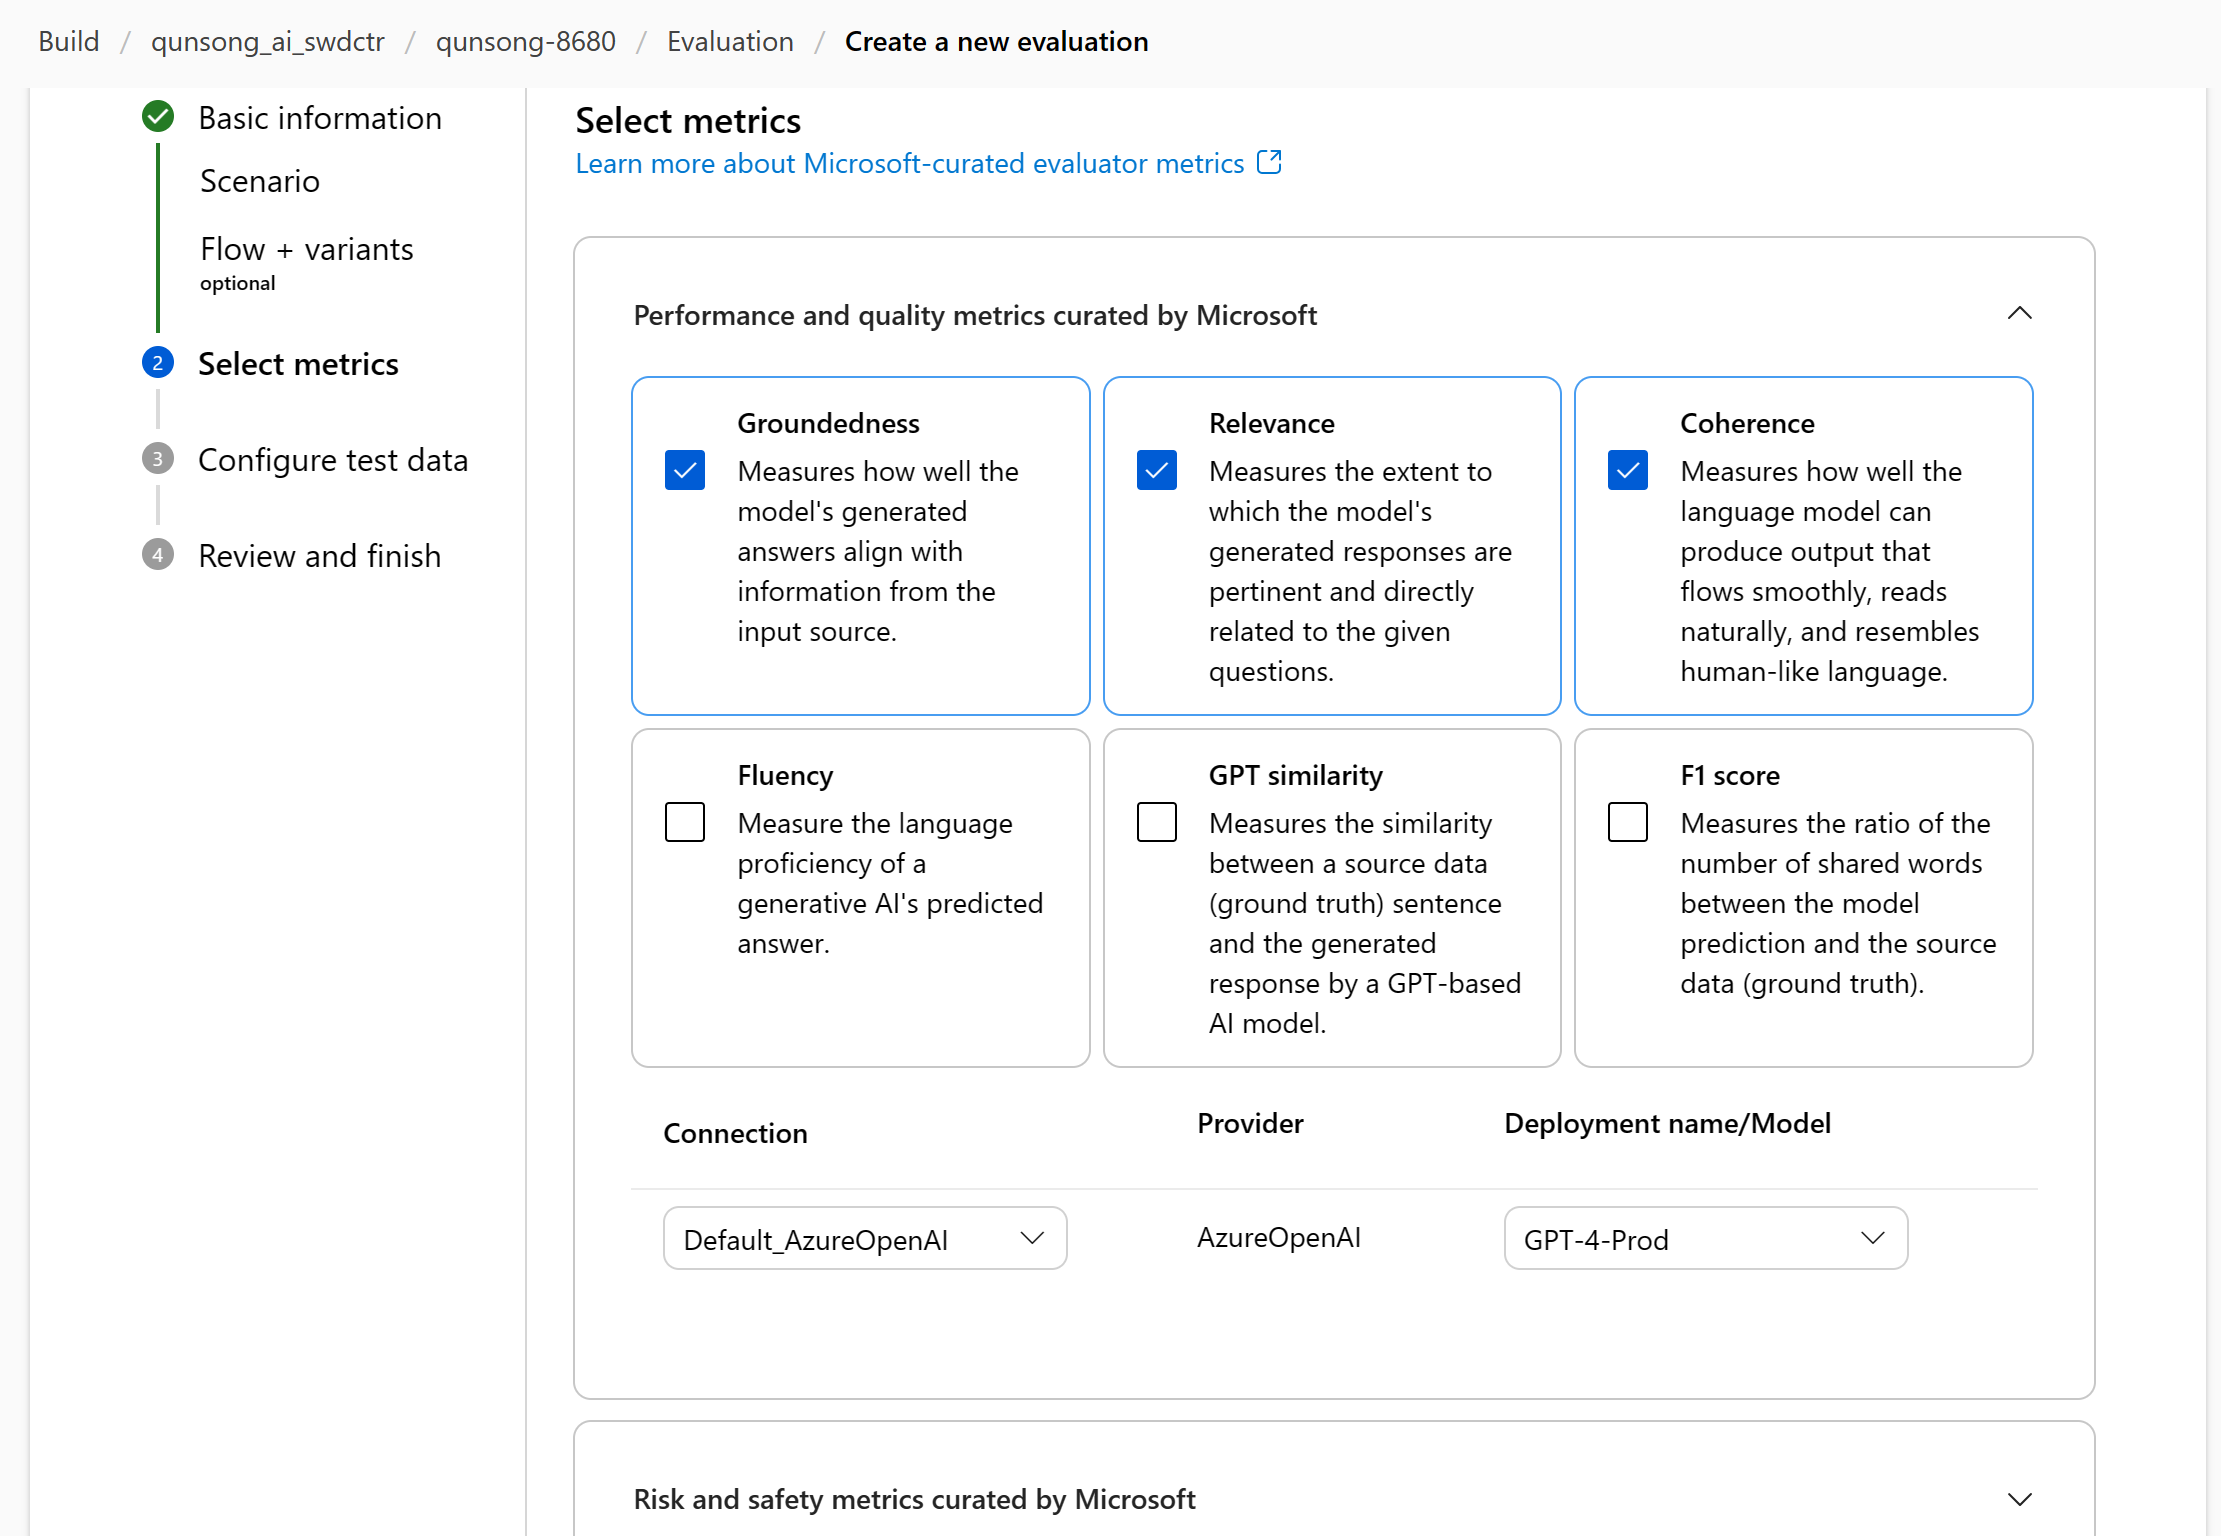 Build / qunsong_ai_swdctr / qunsong-8680 / Evaluation / Create a new evaluation
Basic information
Scenario
Flow + variants
optional
2 Select metrics
3 Configure test data
4 Review and finish
Select metrics
Learn more about Microsoft-curated evaluator metrics
Performance and quality metrics curated by Microsoft
Groundedness
Measures how well the
model's generated
answers align with
information from the
input source.
Relevance
Measures the extent to
which the model's
generated responses are
pertinent and directly
related to the given
questions.
Coherence
Measures how well the
language model can
produce output that
flows smoothly, reads
naturally, and resembles
human-like language.
Fluency
Measure the language
proficiency of a
generative AI's predicted
answer.
GPT similarity
Measures the similarity
between a source data
(ground truth) sentence
and the generated
response by a GPT-based
AI model.
F1 score
Measures the ratio of the
number of shared words
between the model
prediction and the source
data (ground truth).
Connection Provider Deployment name/Model
Default_AzureOpenAI AzureOpenAI GPT-4-Prod
Risk and safety metrics curated by Microsoft